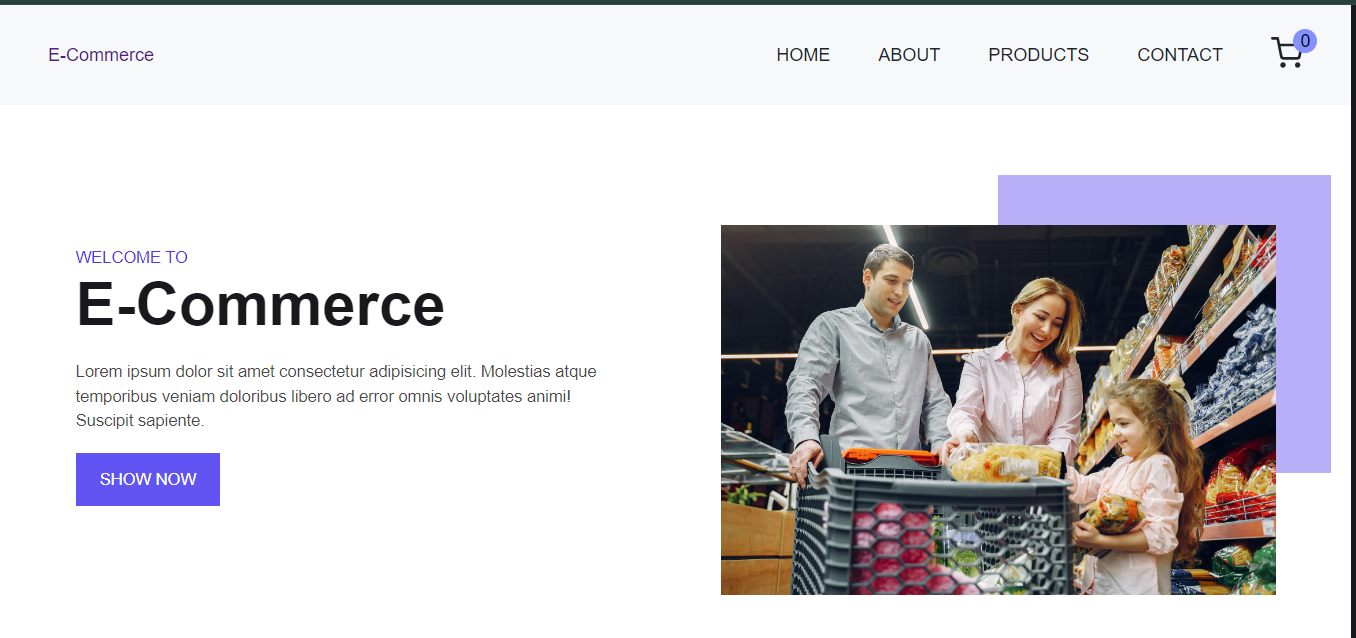 E-Commerce
HOME
ABOUT
PRODUCTS
CONTACT
0
WELCOME TO
E-Commerce
Lorem ipsum dolor sit amet consectetur adipisicing elit. Molestias atque
temporibus veniam doloribus libero ad error omnis voluptates animi!
Suscipit sapiente.
SHOW NOW